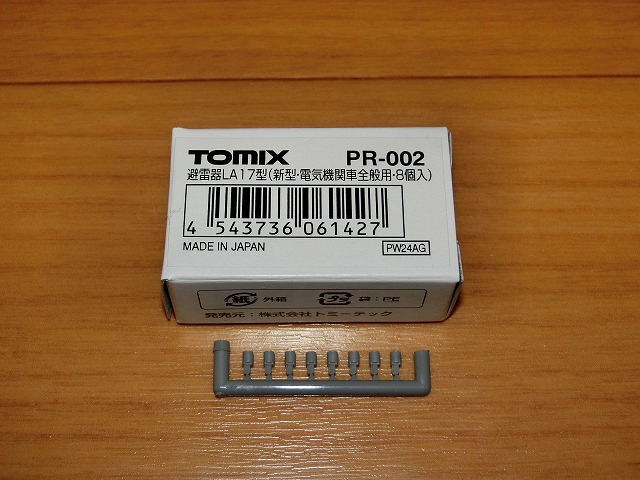 TOMIX PR-002
避雷器LA17型(新型・電気機関車全般用・8個入)
4 543736 061427
MADE IN JAPAN PW24AG
紙 外箱 プラ 袋:PE
発売元:株式会社トミーテック